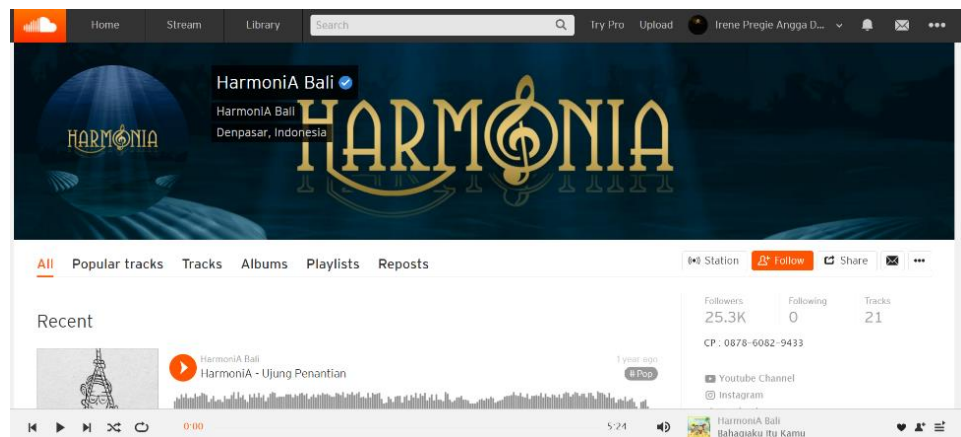 Home Stream Library Search Try Pro Upload Irene Pregie Angga D...
HarmoniA Bali
HarmoniA Bali
Denpasar, Indonesia
HARMONIA
HARMONIA
All Popular tracks Tracks Albums Playlists Reposts
Station Follow Share
Followers Following Tracks
25.3K 0 21
CP : 0878-6082-9433
Recent
HarmoniA Bali 1 year ago
HarmoniA - Ujung Penantian # Pop
Youtube Channel
Instagram
0:00 5:24
HarmoniA Bali
Bahagiaku Itu Kamu